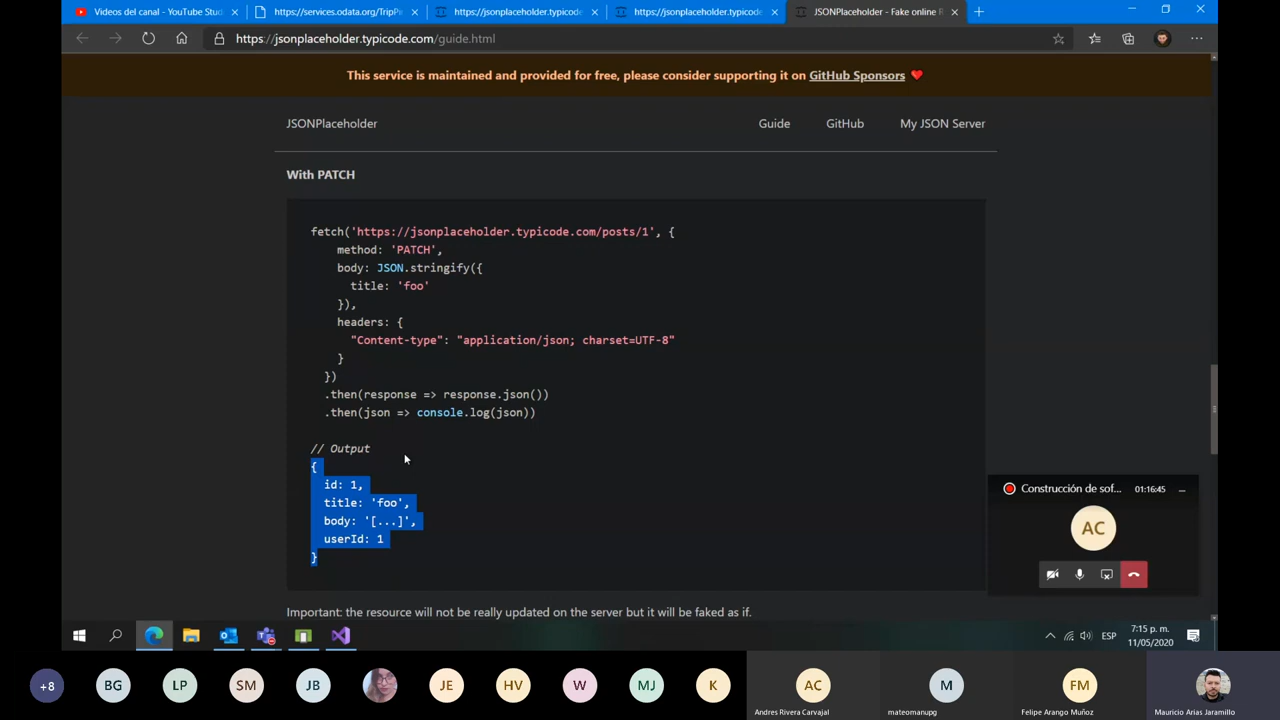 Videos del canal - YouTube Stud
https://services.odata.org/TripPi
https://jsonplaceholder.typicode
https://jsonplaceholder.typicode
JSONPlaceholder - Fake online R
https://jsonplaceholder.typicode.com/guide.html
This service is maintained and provided for free, please consider supporting it on GitHub Sponsors
JSONPlaceholder
Guide
GitHub
My JSON Server
With PATCH
fetch('https://jsonplaceholder.typicode.com/posts/1', {
method: 'PATCH',
body: JSON.stringify({
title: 'foo'
}),
headers: {
"Content-type": "application/json; charset=UTF-8"
}
})
.then(response => response.json())
.then(json => console.log(json))
// Output
{
id: 1,
title: 'foo',
body: '[...]',
userId: 1
}
Construcción de sof...
01:16:45
AC
Important: the resource will not be really updated on the server but it will be faked as if.
ESP
7:15 p. m.
11/05/2020
+8
BG
LP
SM
JB
JE
HV
W
MJ
K
AC
M
FM
Andres Rivera Carvajal
mateomanupg
Felipe Arango Muñoz
Mauricio Arias Jaramillo